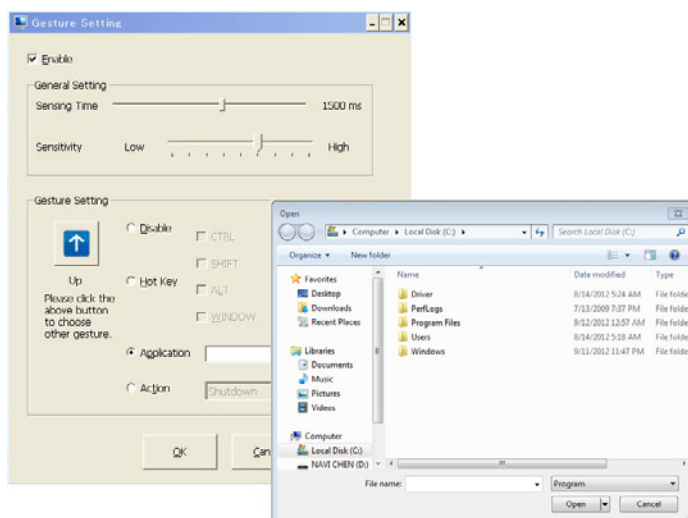 Gesture Setting
Enable
General Setting
Sensing Time
1500 ms
Sensitivity
Low
High
Gesture Setting
Up
Please click the
above button
to choose
other gesture.
Disable
Hot Key
Application
Action
CTRL
SHIFT
ALT
WINDOW
Shutdown
OK
Can
Open
Computer
Local Disk (C:)
Search Local Disk (C:)
Organize
New folder
Favorites
Desktop
Downloads
Recent Places
Libraries
Documents
Music
Pictures
Videos
Computer
Local Disk (C:)
NAVI CHEN (D:)
Name
Date modified
Type
Driver
8/14/2012 5:24 AM
File folde
PerfLogs
7/13/2009 7:37 PM
File folde
Program Files
9/12/2012 12:57 AM
File folde
Users
8/14/2012 5:18 AM
File folde
Windows
9/11/2012 11:47 PM
File folde
File name:
Program
Open
Cancel